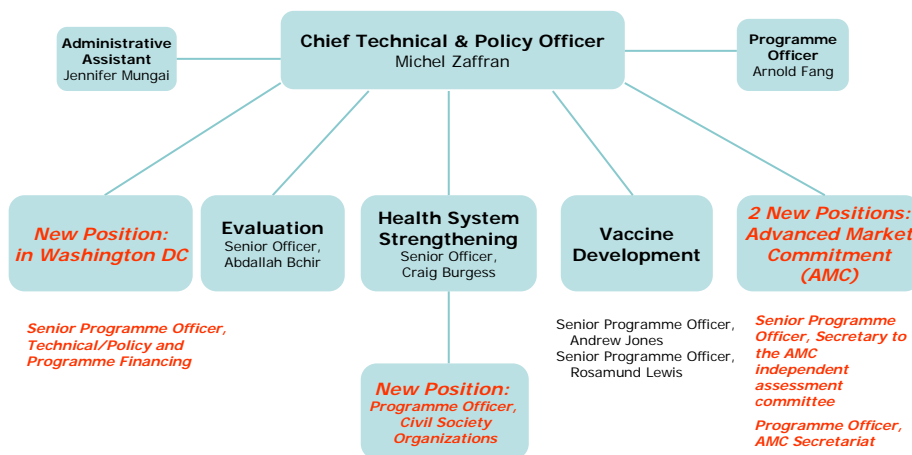 Administrative
Assistant
Jennifer Mungai
Chief Technical & Policy Officer
Michel Zaffran
Programme
Officer
Arnold Fang
New Position:
in Washington DC
Evaluation
Senior Officer,
Abdallah Bchir
Health System
Strengthening
Senior Officer,
Craig Burgess
Vaccine
Development
2 New Positions:
Advanced Market
Commitment
(AMC)
Senior Programme Officer,
Technical/Policy and
Programme Financing
New Position:
Programme Officer,
Civil Society
Organizations
Senior Programme Officer,
Andrew Jones
Senior Programme Officer,
Rosamund Lewis
Senior Programme
Officer, Secretary to
the AMC
independent
assessment
committee
Programme Officer,
AMC Secretariat